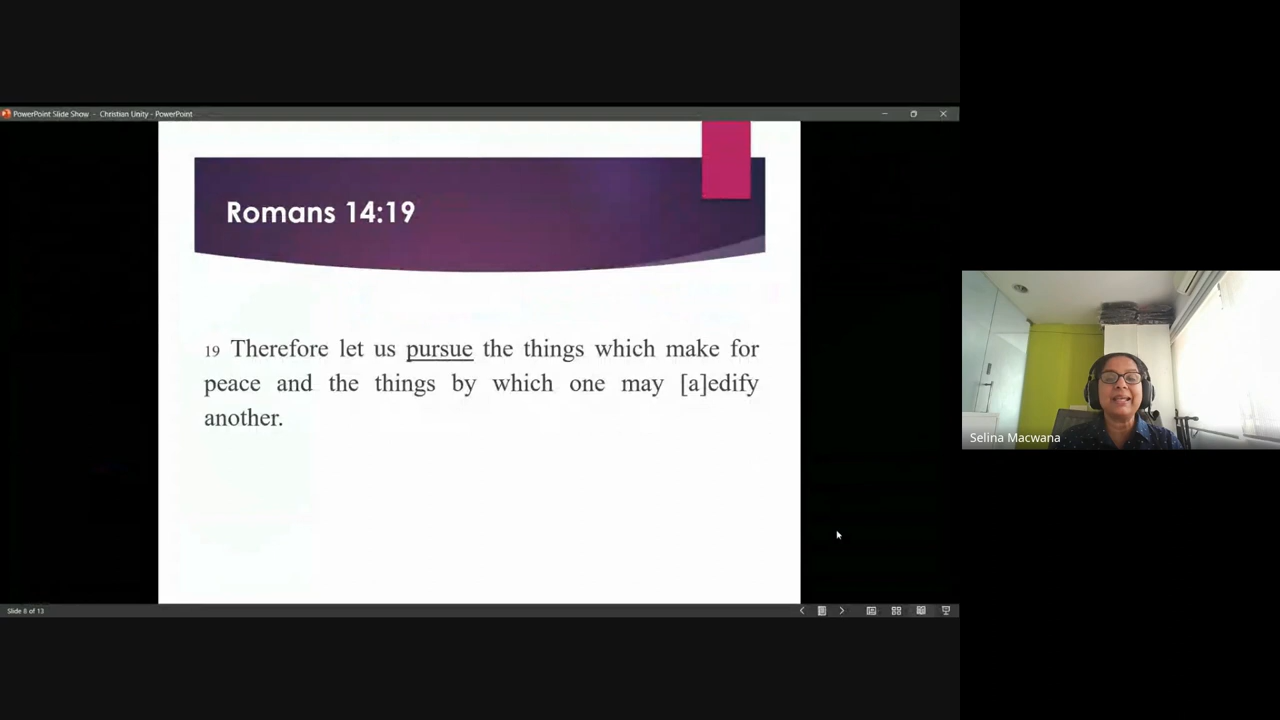 PowerPoint Slide Show - Christian Unity - PowerPoint
Romans 14:19
19 Therefore let us pursue the things which make for
peace and the things by which one may [a]edify
another.
Selina Macwana
Slide 6 of 13